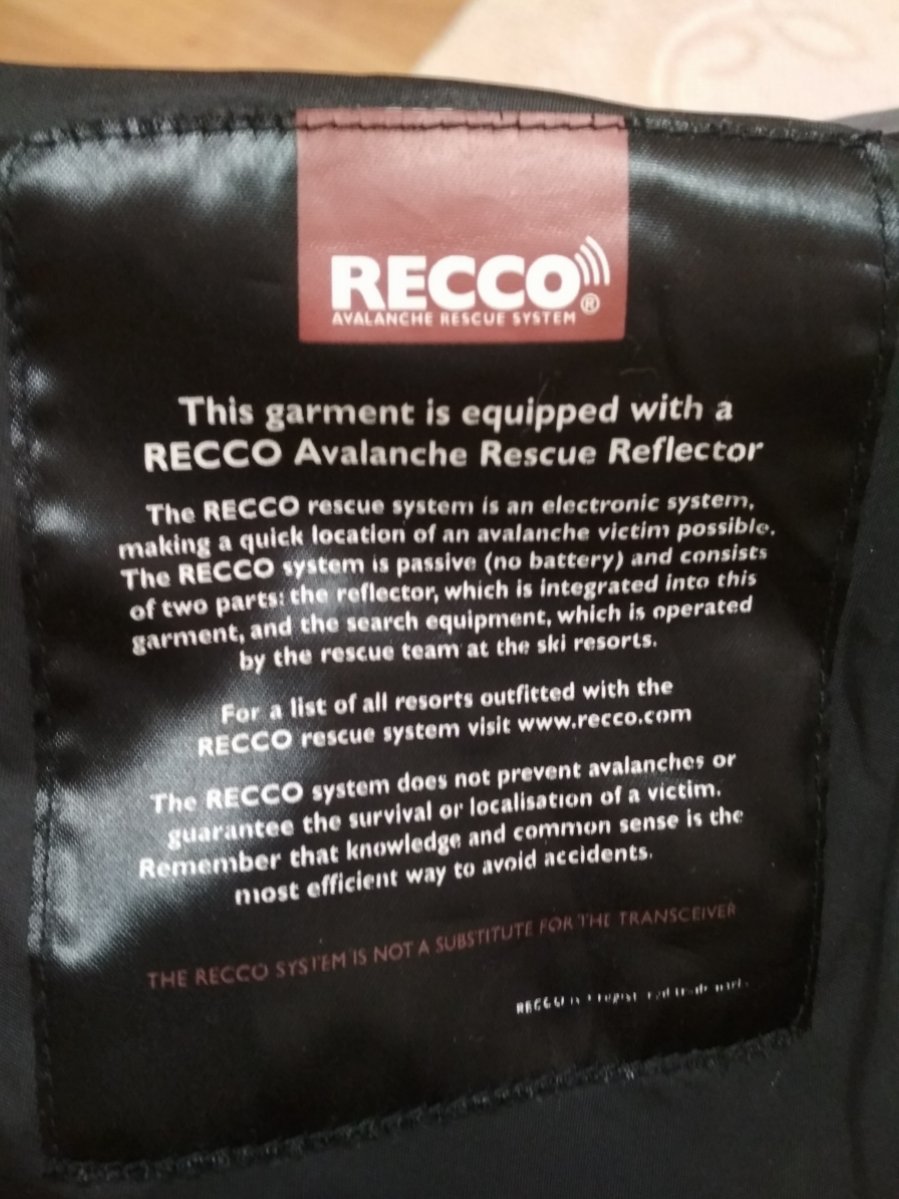 RECCO®
AVALANCHE RESCUE SYSTEM
This garment is equipped with a
RECCO Avalanche Rescue Reflector
The RECCO rescue system is an electronic system,
making a quick location of an avalanche victim possible.
The RECCO system is passive (no battery) and consists
of two parts: the reflector, which is integrated into this
garment, and the search equipment, which is operated
by the rescue team at the ski resorts.
For a list of all resorts outfitted with the
RECCO rescue system visit www.recco.com
The RECCO system does not prevent avalanches or
guarantee the survival or localisation of a victim.
Remember that knowledge and common sense is the
most efficient way to avoid accidents.
THE RECCO SYSTEM IS NOT A SUBSTITUTE FOR THE TRANSCEIVER
RECCO is